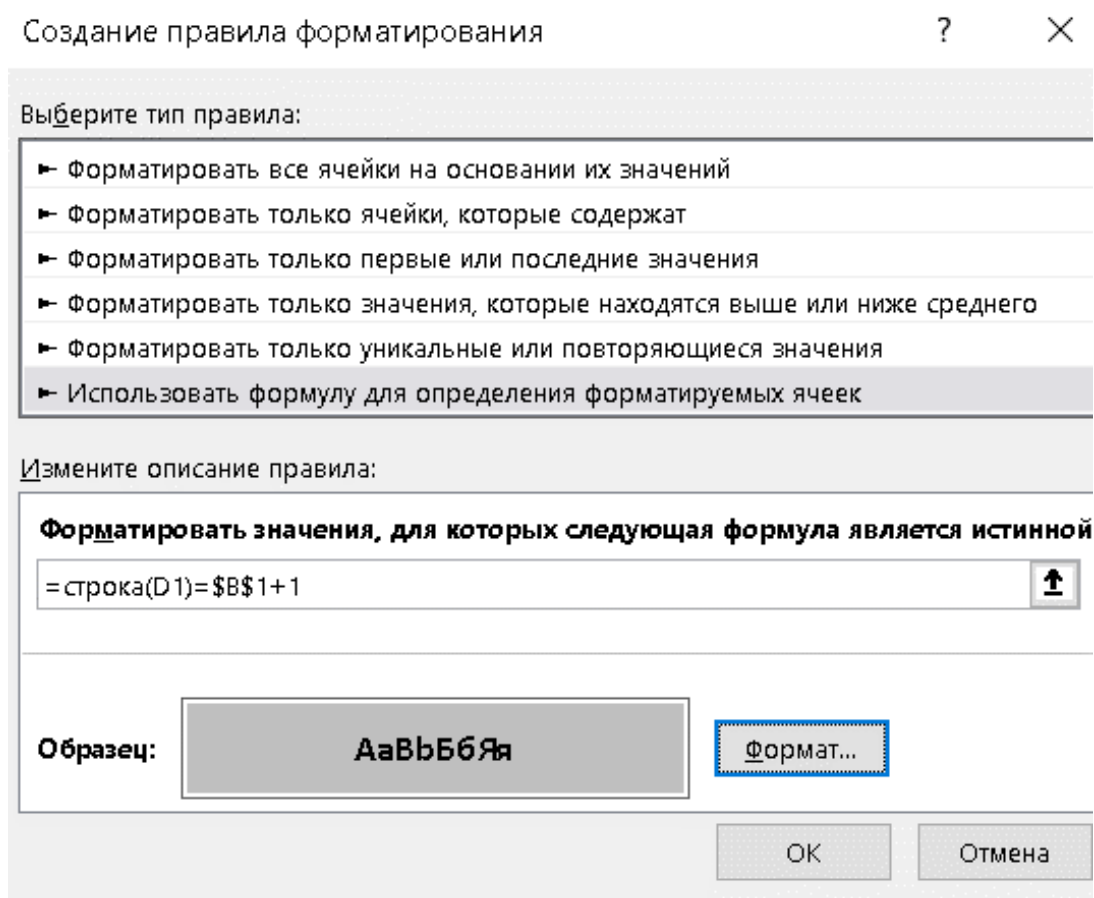 Создание правила форматирования ?
Выберите тип правила:
► Форматировать все ячейки на основании их значений
► Форматировать только ячейки, которые содержат
► Форматировать только первые или последние значения
► Форматировать только значения, которые находятся выше или ниже среднего
► Форматировать только уникальные или повторяющиеся значения
► Использовать формулу для определения форматируемых ячеек
Измените описание правила:
Форматировать значения, для которых следующая формула является истинной
=строка(D1)=$B$1+1
Образец: АаВbБбЯя Формат...
ОК Отмена